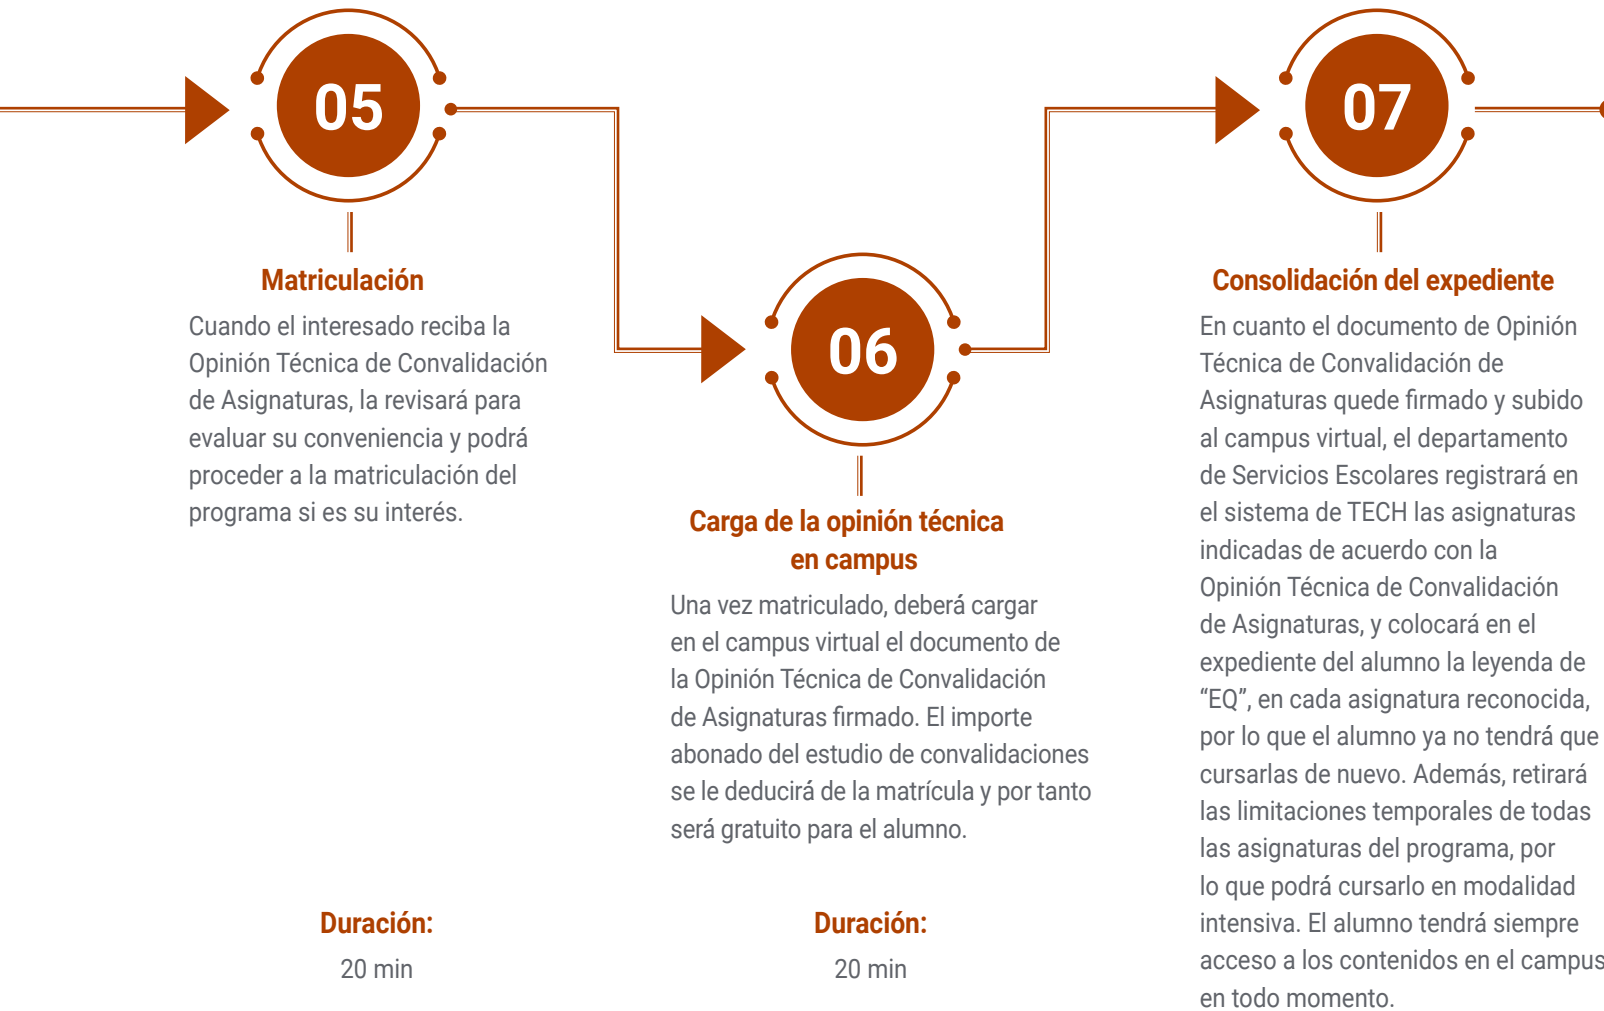 05
Matriculación
Cuando el interesado reciba la
Opinión Técnica de Convalidación
de Asignaturas, la revisará para
evaluar su conveniencia y podrá
proceder a la matriculación del
programa si es su interés.
Duración:
20 min
06
Carga de la opinión técnica
en campus
Una vez matriculado, deberá cargar
en el campus virtual el documento de
la Opinión Técnica de Convalidación
de Asignaturas firmado. El importe
abonado del estudio de convalidaciones
se le deducirá de la matrícula y por tanto
será gratuito para el alumno.
Duración:
20 min
07
Consolidación del expediente
En cuanto el documento de Opinión
Técnica de Convalidación de
Asignaturas quede firmado y subido
al campus virtual, el departamento
de Servicios Escolares registrará en
el sistema de TECH las asignaturas
indicadas de acuerdo con la
Opinión Técnica de Convalidación
de Asignaturas, y colocará en el
expediente del alumno la leyenda de
“EQ”, en cada asignatura reconocida,
por lo que el alumno ya no tendrá que
cursarlas de nuevo. Además, retirará
las limitaciones temporales de todas
las asignaturas del programa, por
lo que podrá cursarlo en modalidad
intensiva. El alumno tendrá siempre
acceso a los contenidos en el campus
en todo momento.